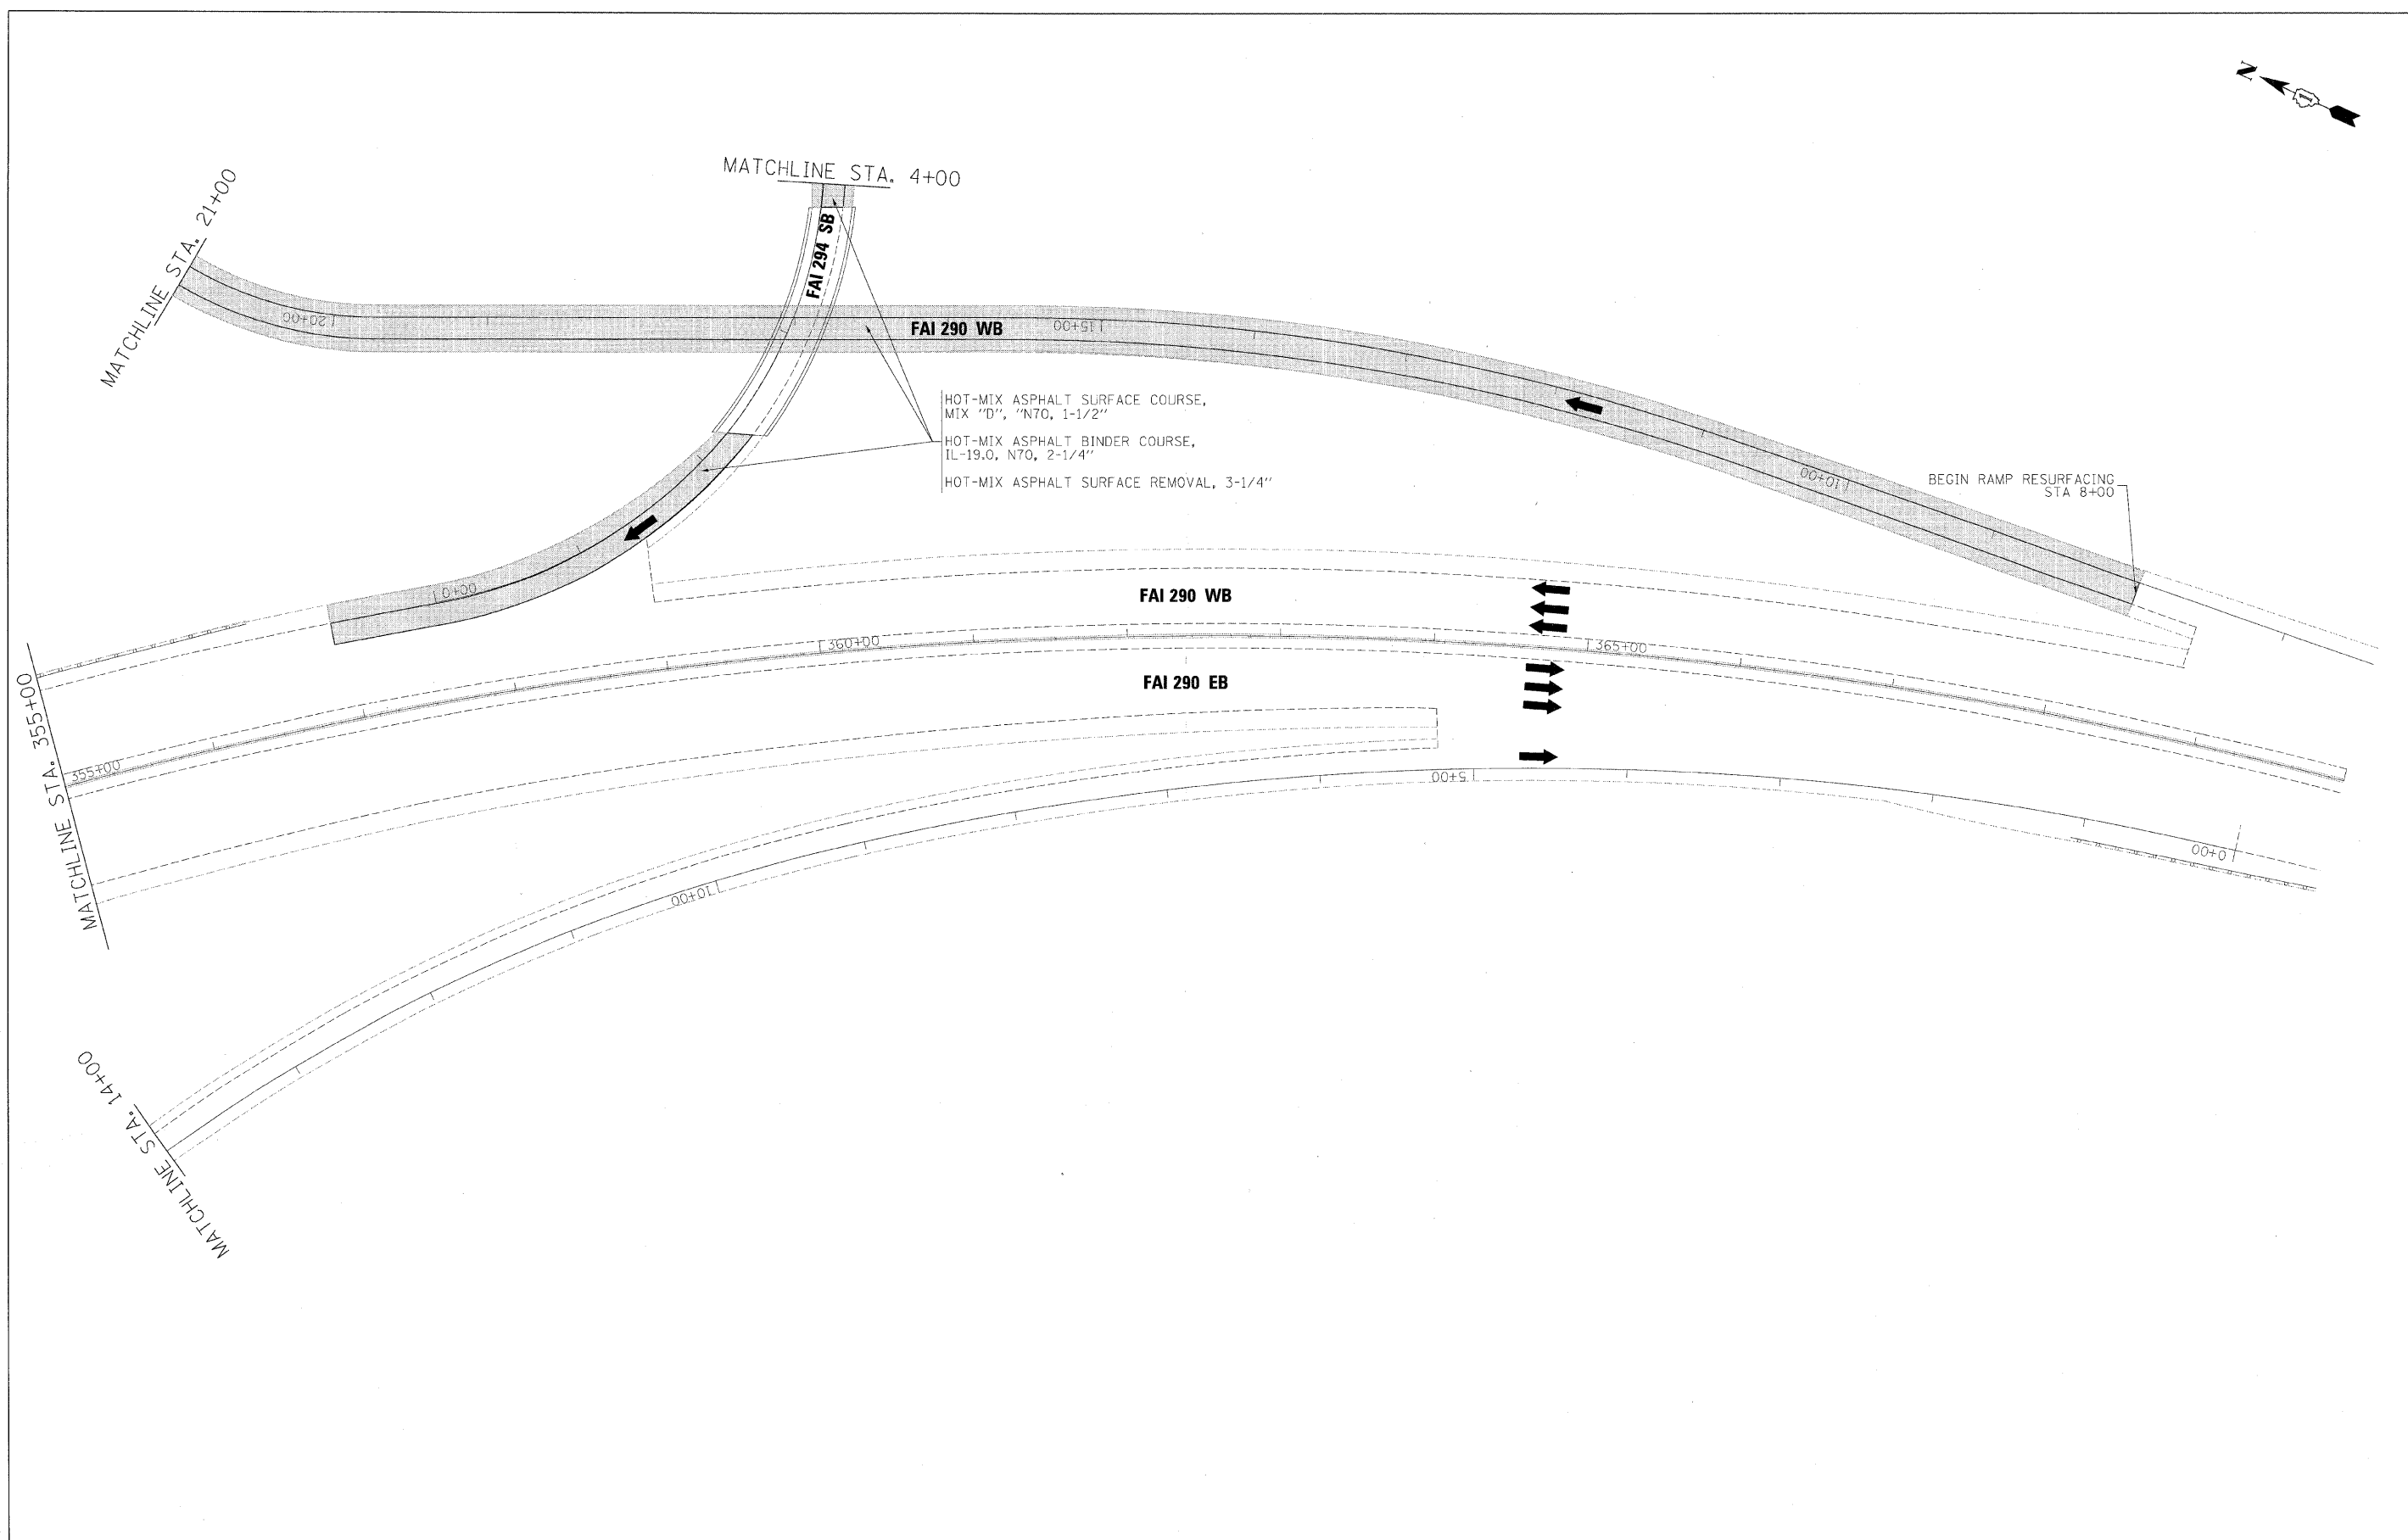 N
MATCHLINE STA. 4+00
MATCHLINE STA. 21+00
FAI 294 SB
20+00
FAI 290 WB
15+00
HOT-MIX ASPHALT SURFACE COURSE,
MIX "D", "N70, 1-1/2"
HOT-MIX ASPHALT BINDER COURSE,
IL-19.0, N70, 2-1/4"
HOT-MIX ASPHALT SURFACE REMOVAL, 3-1/4"
10+00
BEGIN RAMP RESURFACING
STA 8+00
0+00
FAI 290 WB
360+00
365+00
FAI 290 EB
MATCHLINE STA. 355+00
355+00
5+00
0+00
10+00
MATCHLINE STA. 14+00